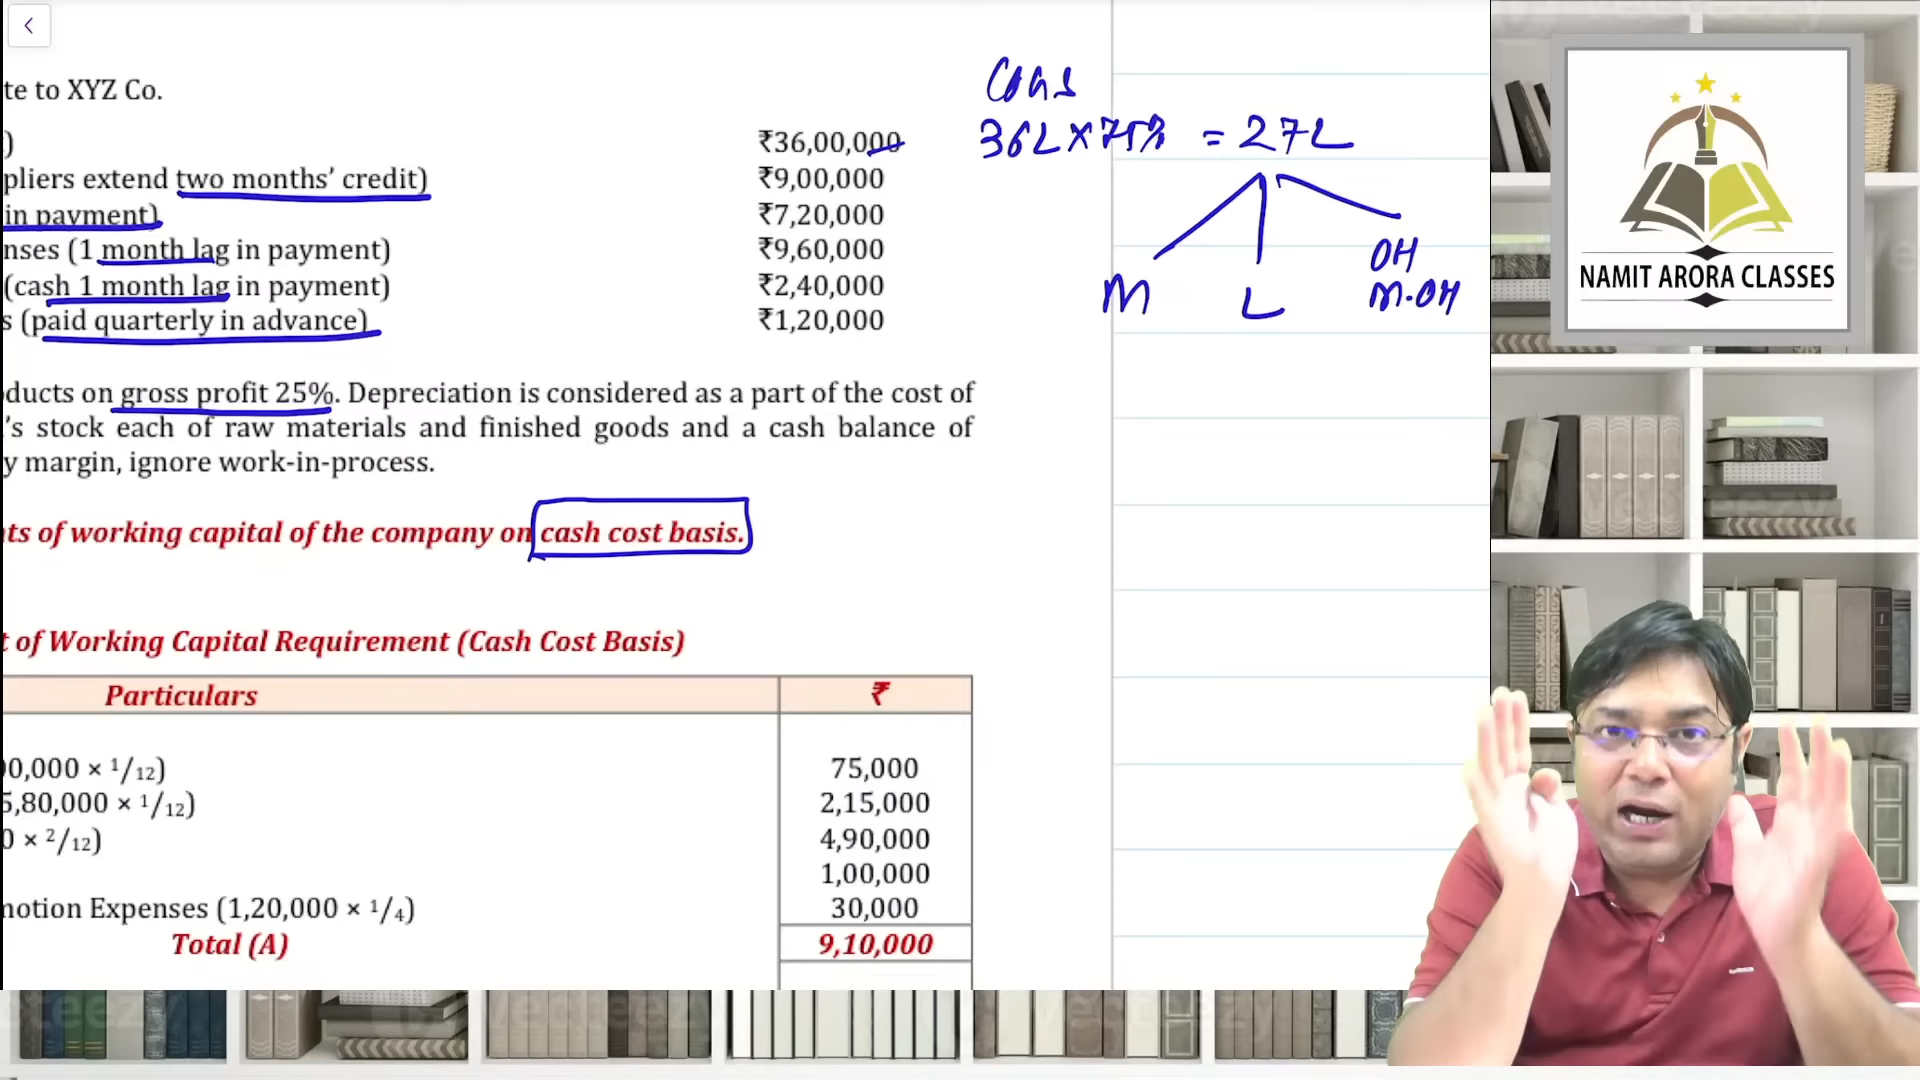 te to XYZ Co.
) ₹36,00,000
pliers extend two months' credit) ₹9,00,000
in payment) ₹7,20,000
nses (1 month lag in payment) ₹9,60,000
(cash 1 month lag in payment) ₹2,40,000
s (paid quarterly in advance) ₹1,20,000
ducts on gross profit 25%. Depreciation is considered as a part of the cost of
's stock each of raw materials and finished goods and a cash balance of
y margin, ignore work-in-process.
ts of working capital of the company on cash cost basis.
t of Working Capital Requirement (Cash Cost Basis)
Particulars ₹
0,000 × 1/12) 75,000
5,80,000 × 1/12) 2,15,000
0 × 2/12) 4,90,000
1,00,000
motion Expenses (1,20,000 × 1/4) 30,000
Total (A) 9,10,000
COGS
36L×75% = 27L
M L OH
M.OH
NAMIT ARORA CLASSES